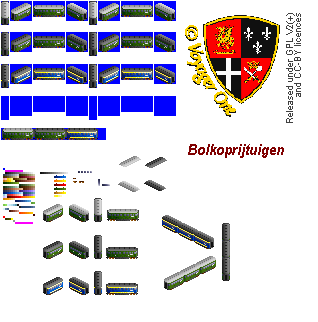 © Voyager One
Released under GPL V2(+)
and CC-BY licences
Bolkoprijtuigen